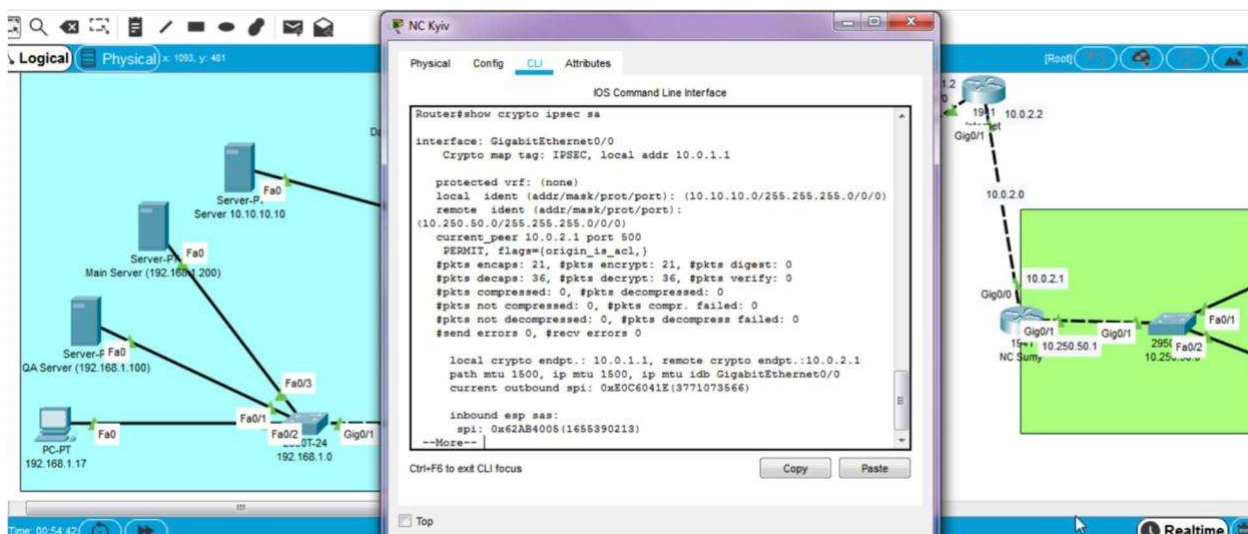 NC Kyiv
Logical
Physical
x: 1093, y: 481
[Root]
Physical Config CLI Attributes
IOS Command Line Interface
Router#show crypto ipsec sa
interface: GigabitEthernet0/0
Crypto map tag: IPSEC, local addr 10.0.1.1
protected vrf: (none)
local ident (addr/mask/prot/port): (10.10.10.0/255.255.255.0/0/0)
remote ident (addr/mask/prot/port):
(10.250.50.0/255.255.255.0/0/0)
current_peer 10.0.2.1 port 500
PERMIT, flags={origin_is_acl,}
#pkts encaps: 21, #pkts encrypt: 21, #pkts digest: 0
#pkts decaps: 36, #pkts decrypt: 36, #pkts verify: 0
#pkts compressed: 0, #pkts decompressed: 0
#pkts not compressed: 0, #pkts compr. failed: 0
#pkts not decompressed: 0, #pkts decompress failed: 0
#send errors 0, #recv errors 0
local crypto endpt.: 10.0.1.1, remote crypto endpt.:10.0.2.1
path mtu 1500, ip mtu 1500, ip mtu idb GigabitEthernet0/0
current outbound spi: 0xE0C6041E(3771073566)
inbound esp sas:
spi: 0x62AB4005(1655390213)
--More--
Ctrl+F6 to exit CLI focus
Copy
Paste
Top
Fa0
Server 10.10.10.10
Fa0
Main Server (192.168.1.200)
Fa0
QA Server (192.168.1.100)
Fa0/3
Fa0/1
Fa0
Fa0/2
Gig0/1
PC-PT
192.168.1.17
192.168.1.0
Time: 00:54:42
1941
10.0.2.2
Gig0/1
10.0.2.0
10.0.2.1
Gig0/0
Gig0/1
10.250.50.1
Gig0/1
Fa0/1
Fa0/2
NC Sumy
Realtime